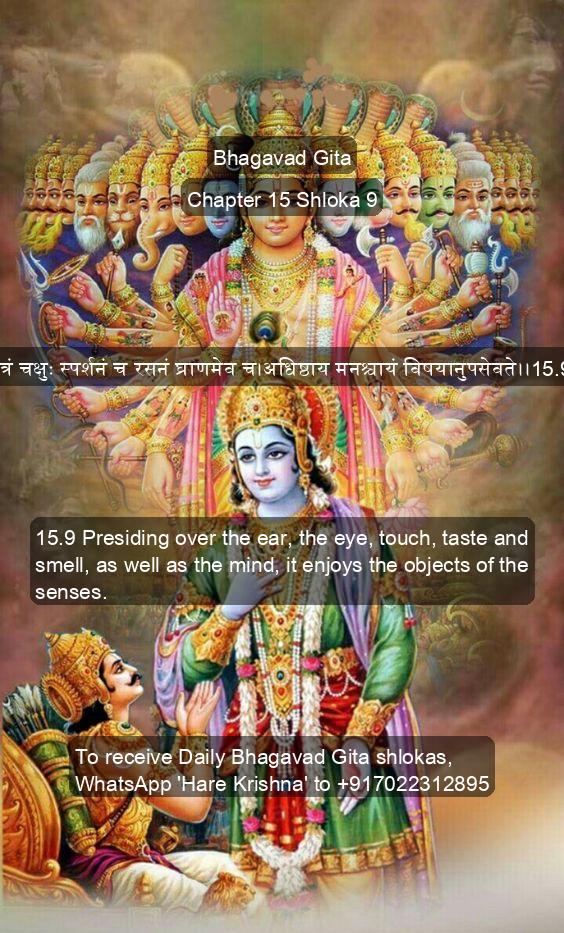 Bhagavad Gita
Chapter 15 Shloka 9
चक्षुः स्पर्शनं च रसनं घ्राणमेव च।अधिष्ठाय मनश्चायं विषयानुपसेवते।।15.9
15.9 Presiding over the ear, the eye, touch, taste and
smell, as well as the mind, it enjoys the objects of the
senses.
To receive Daily Bhagavad Gita shlokas,
WhatsApp 'Hare Krishna' to +917022312895